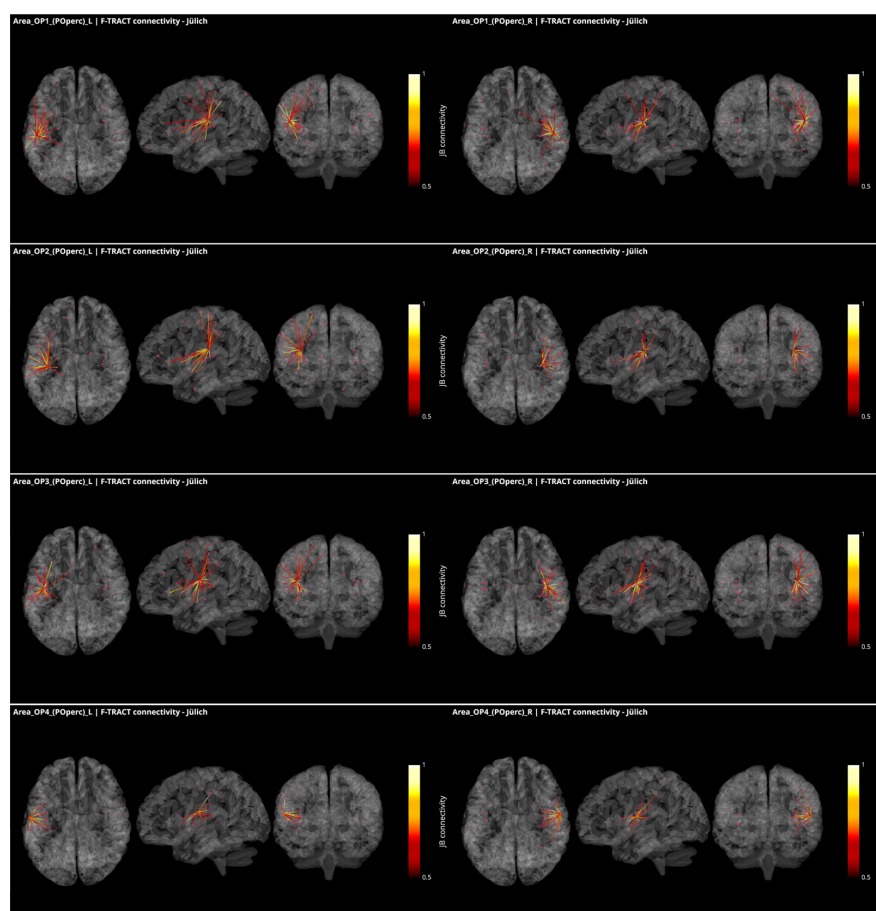 Area_OP1_(POperc)_L | F-TRACT connectivity - Jülich
1
JB connectivity
0.5
Area_OP1_(POperc)_R | F-TRACT connectivity - Jülich
1
0.5
Area_OP2_(POperc)_L | F-TRACT connectivity - Jülich
1
JB connectivity
0.5
Area_OP2_(POperc)_R | F-TRACT connectivity - Jülich
1
0.5
Area_OP3_(POperc)_L | F-TRACT connectivity - Jülich
1
JB connectivity
0.5
Area_OP3_(POperc)_R | F-TRACT connectivity - Jülich
1
0.5
Area_OP4_(POperc)_L | F-TRACT connectivity - Jülich
1
JB connectivity
0.5
Area_OP4_(POperc)_R | F-TRACT connectivity - Jülich
1
0.5